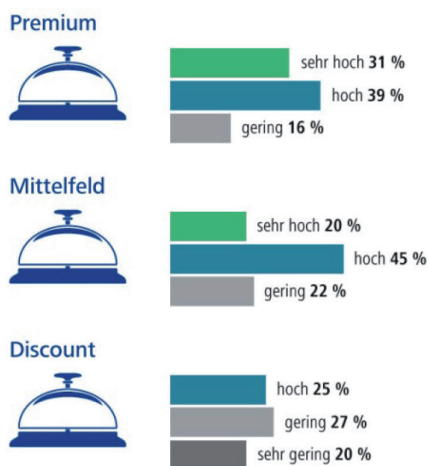 Premium
sehr hoch 31 %
hoch 39 %
gering 16 %
Mittelfeld
sehr hoch 20 %
hoch 45 %
gering 22 %
Discount
hoch 25 %
gering 27 %
sehr gering 20 %